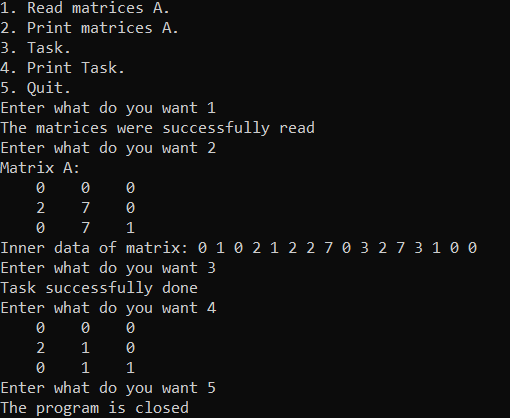 1. Read matrices A.
2. Print matrices A.
3. Task.
4. Print Task.
5. Quit.
Enter what do you want 1
The matrices were successfully read
Enter what do you want 2
Matrix A:
0 0 0
2 7 0
0 7 1
Inner data of matrix: 0 1 0 2 1 2 2 7 0 3 2 7 3 1 0 0
Enter what do you want 3
Task successfully done
Enter what do you want 4
0 0 0
2 1 0
0 1 1
Enter what do you want 5
The program is closed